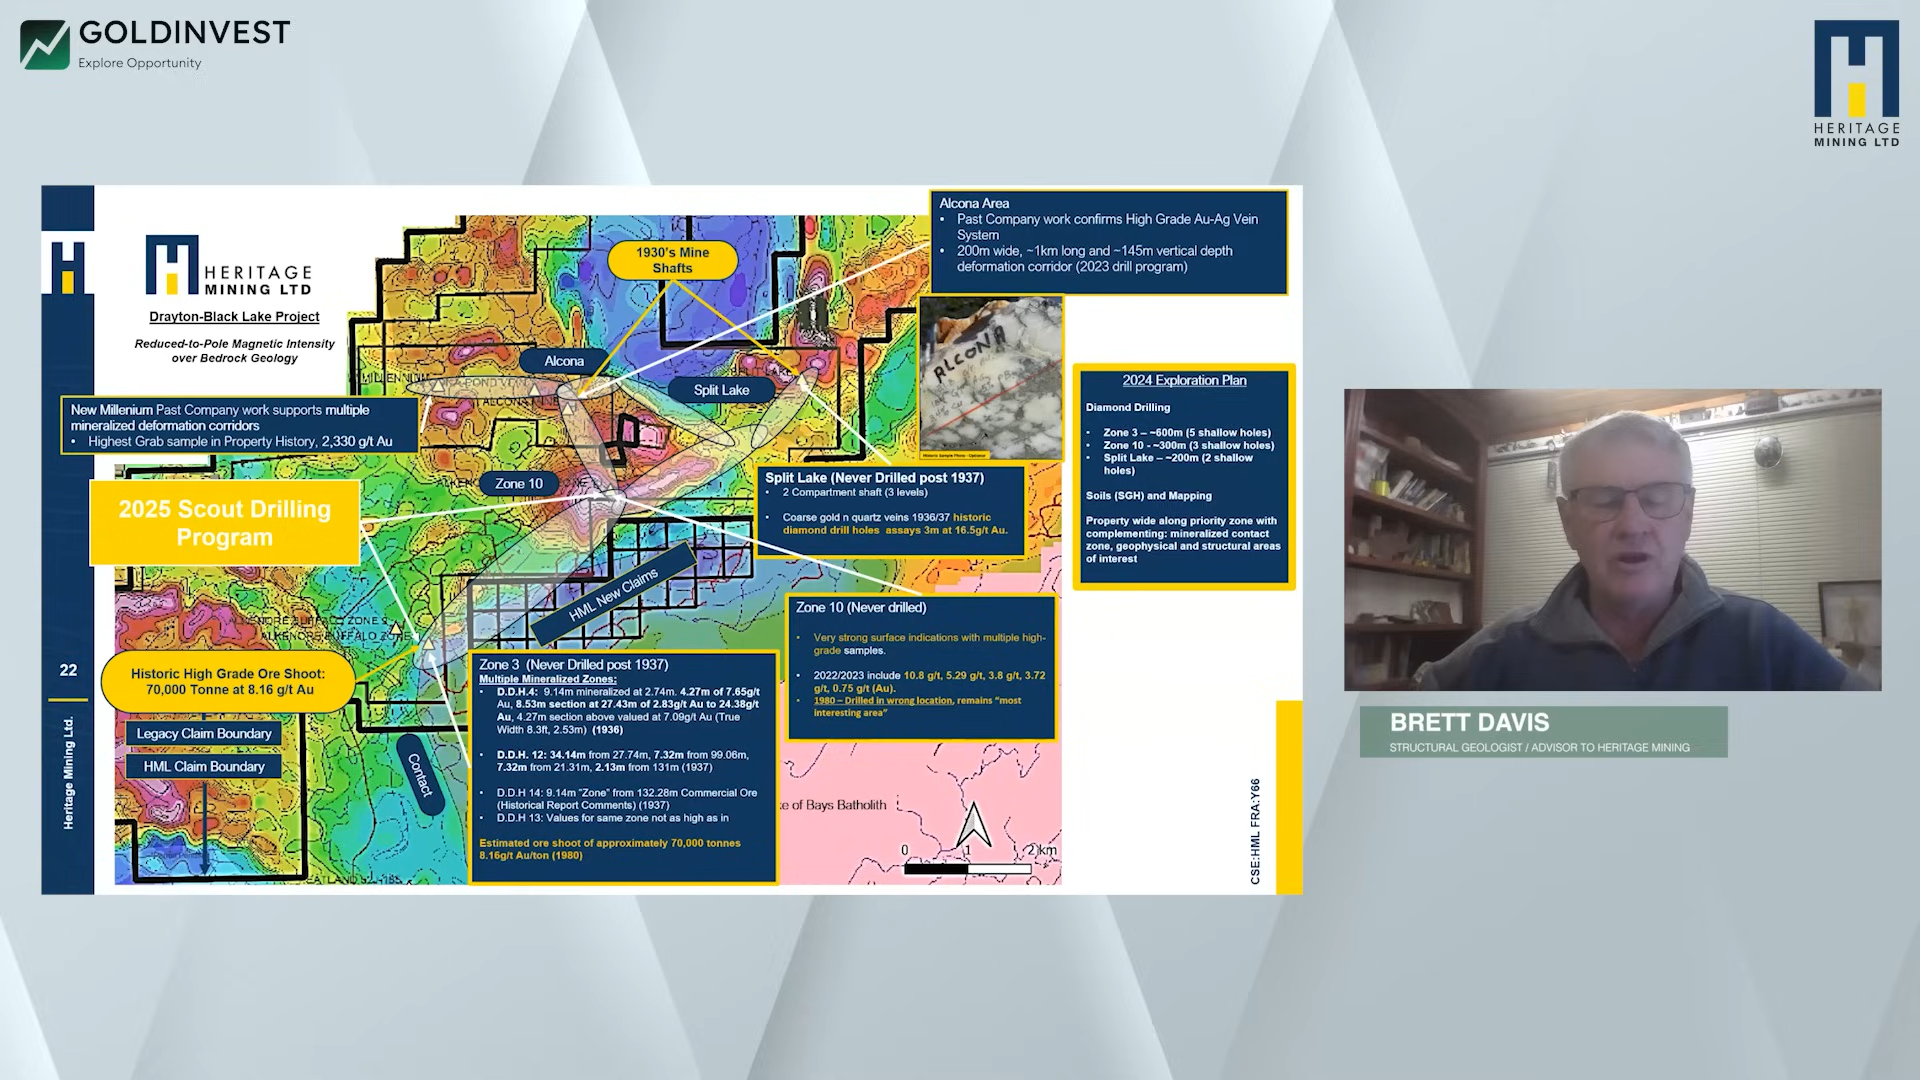 GOLDINVEST
Explore Opportunity
HERITAGE
MINING LTD
HERITAGE
MINING LTD
Drayton-Black Lake Project
Reduced-to-Pole Magnetic Intensity
over Bedrock Geology
1930's Mine
Shafts
Alcona Area
• Past Company work confirms High Grade Au-Ag Vein
System
• 200m wide, ~1km long and ~145m vertical depth
deformation corridor (2023 drill program)
ALCONA
Alcona
Split Lake
New Millenium Past Company work supports multiple
mineralized deformation corridors
• Highest Grab sample in Property History, 2,330 g/t Au
2024 Exploration Plan
Diamond Drilling
• Zone 3 – ~600m (5 shallow holes)
• Zone 10 - ~300m (3 shallow holes)
• Split Lake – ~200m (2 shallow
holes)
Soils (SGH) and Mapping
Property wide along priority zone with
complementing: mineralized contact
zone, geophysical and structural areas
of interest
Zone 10
Split Lake (Never Drilled post 1937)
• 2 Compartment shaft (3 levels)
Coarse gold n quartz veins 1936/37 historic
diamond drill holes assays 3m at 16.5g/t Au.
2025 Scout Drilling
Program
HML New Claims
Zone 10 (Never drilled)
• Very strong surface indications with multiple high-
grade samples.
• 2022/2023 include 10.8 g/t, 5.29 g/t, 3.8 g/t, 3.72
g/t, 0.75 g/t (Au).
• 1980 – Drilled in wrong location, remains "most
interesting area"
ALKENORE BUFFALO ZONE
Historic High Grade Ore Shoot:
70,000 Tonne at 8.16 g/t Au
Zone 3 (Never Drilled post 1937)
Multiple Mineralized Zones:
• D.D.H.4: 9.14m mineralized at 2.74m. 4.27m of 7.65g/t
Au, 8.53m section at 27.43m of 2.83g/t Au to 24.38g/t
Au, 4.27m section above valued at 7.09g/t Au (True
Width 8.3ft, 2.53m) (1936)
• D.D.H. 12: 34.14m from 27.74m, 7.32m from 99.06m,
7.32m from 21.31m, 2.13m from 131m (1937)
• D.D.H 14: 9.14m "Zone" from 132.28m Commercial Ore
(Historical Report Comments) (1937)
• D.D.H 13: Values for same zone not as high as in
Estimated ore shoot of approximately 70,000 tonnes
8.16g/t Au/ton (1980)
Legacy Claim Boundary
HML Claim Boundary
Contact
e of Bays Batholith
0 1 2 km
22
Heritage Mining Ltd.
CSE:HML FRA:Y66
BRETT DAVIS
STRUCTURAL GEOLOGIST / ADVISOR TO HERITAGE MINING